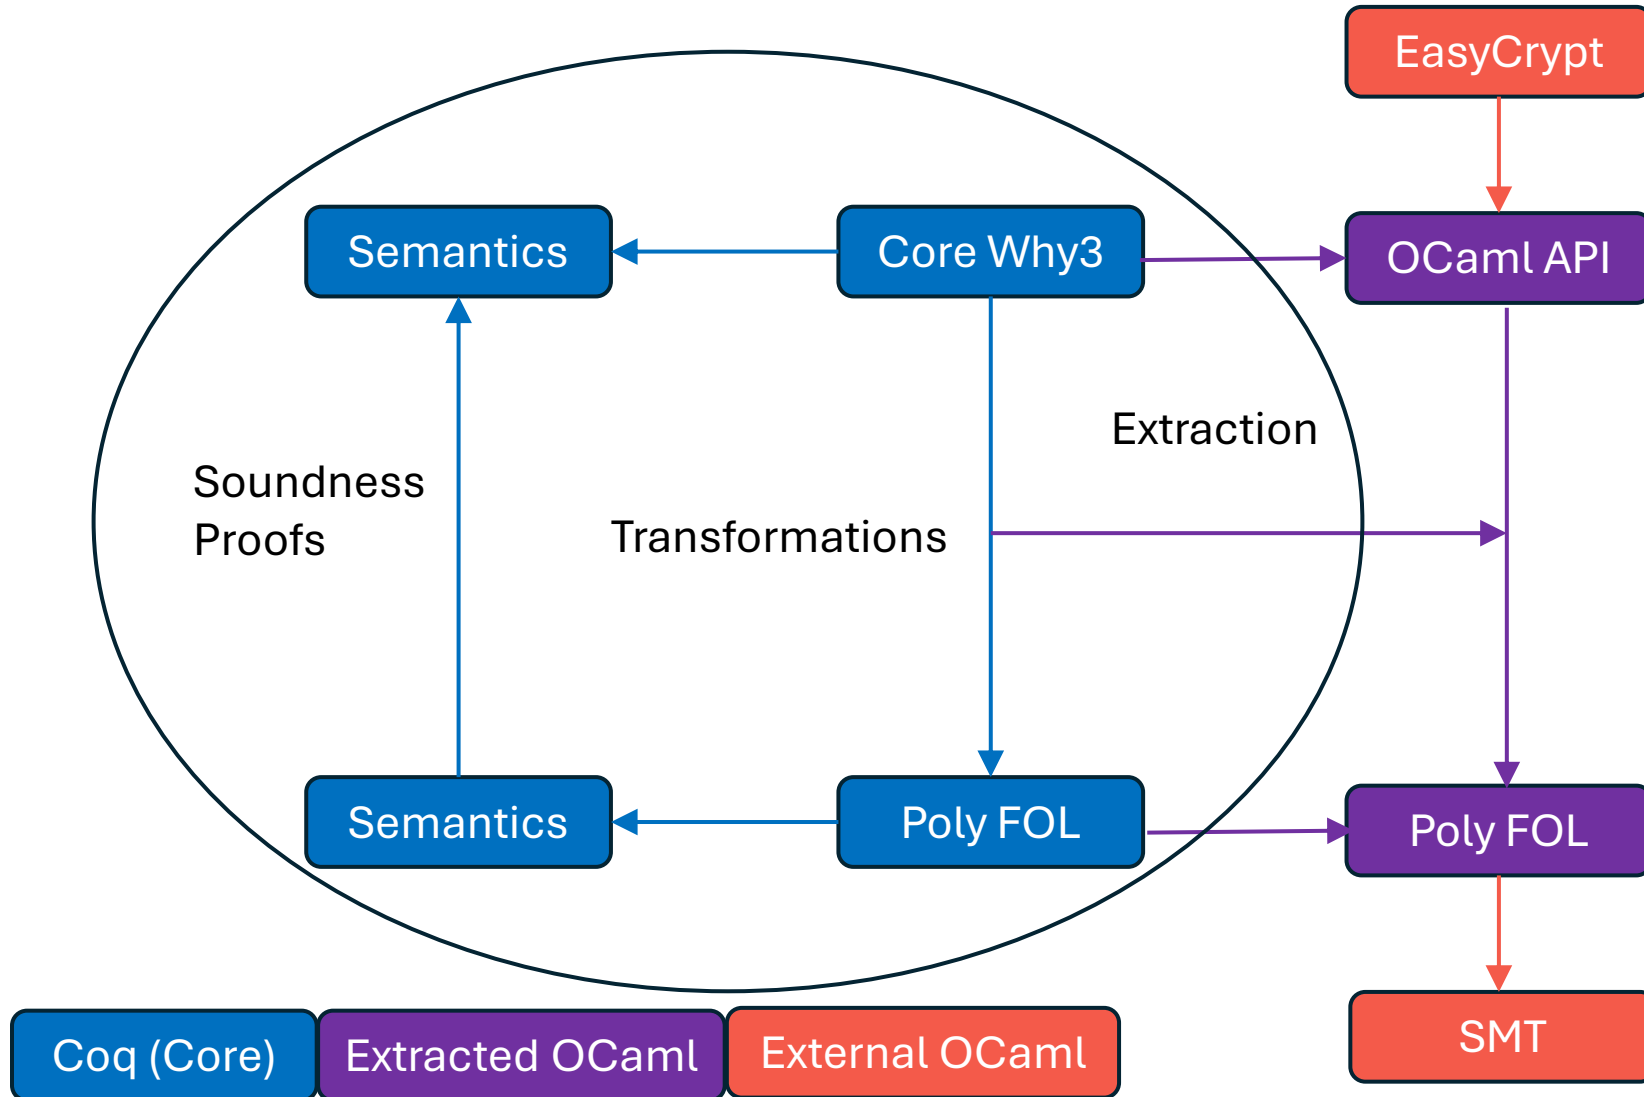 EasyCrypt
Semantics
Core Why3
OCaml API
Extraction
Soundness
Proofs
Transformations
Semantics
Poly FOL
Poly FOL
Coq (Core)
Extracted OCaml
External OCaml
SMT